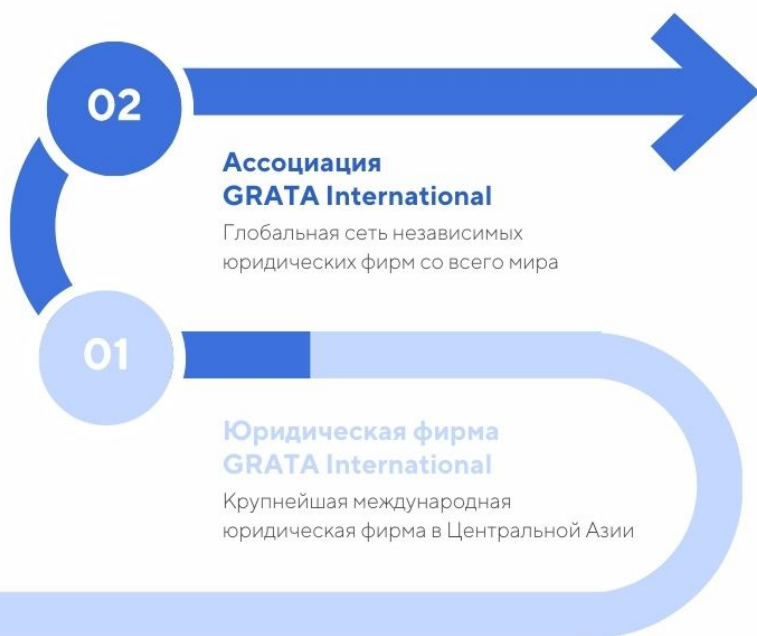 02
Ассоциация
GRATA International
Глобальная сеть независимых
юридических фирм со всего мира
01
Юридическая фирма
GRATA International
Крупнейшая международная
юридическая фирма в Центральной Азии